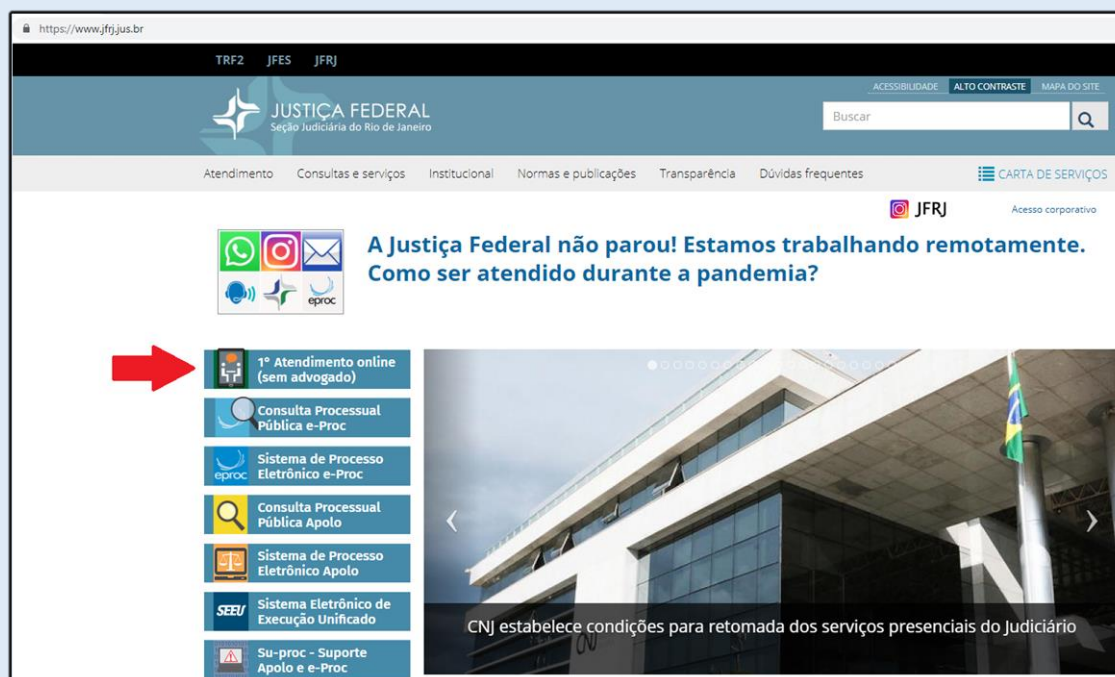 https://www.jfrj.jus.br
TRF2 JFES JFRJ
ACESSIBILIDADE ALTO CONTRASTE MAPA DO SITE
JUSTIÇA FEDERAL
Seção Judiciária do Rio de Janeiro
Buscar
Atendimento Consultas e serviços Institucional Normas e publicações Transparência Dúvidas frequentes CARTA DE SERVIÇOS
JFRJ Acesso corporativo
A Justiça Federal não parou! Estamos trabalhando remotamente.
Como ser atendido durante a pandemia?
eproc
1º Atendimento online
(sem advogado)
Consulta Processual
Pública e-Proc
eproc
Sistema de Processo
Eletrônico e-Proc
Consulta Processual
Pública Apolo
Sistema de Processo
Eletrônico Apolo
SEEU
Sistema Eletrônico de
Execução Unificado
Su-proc - Suporte
Apolo e e-Proc
CNJ
CNJ estabelece condições para retomada dos serviços presenciais do Judiciário